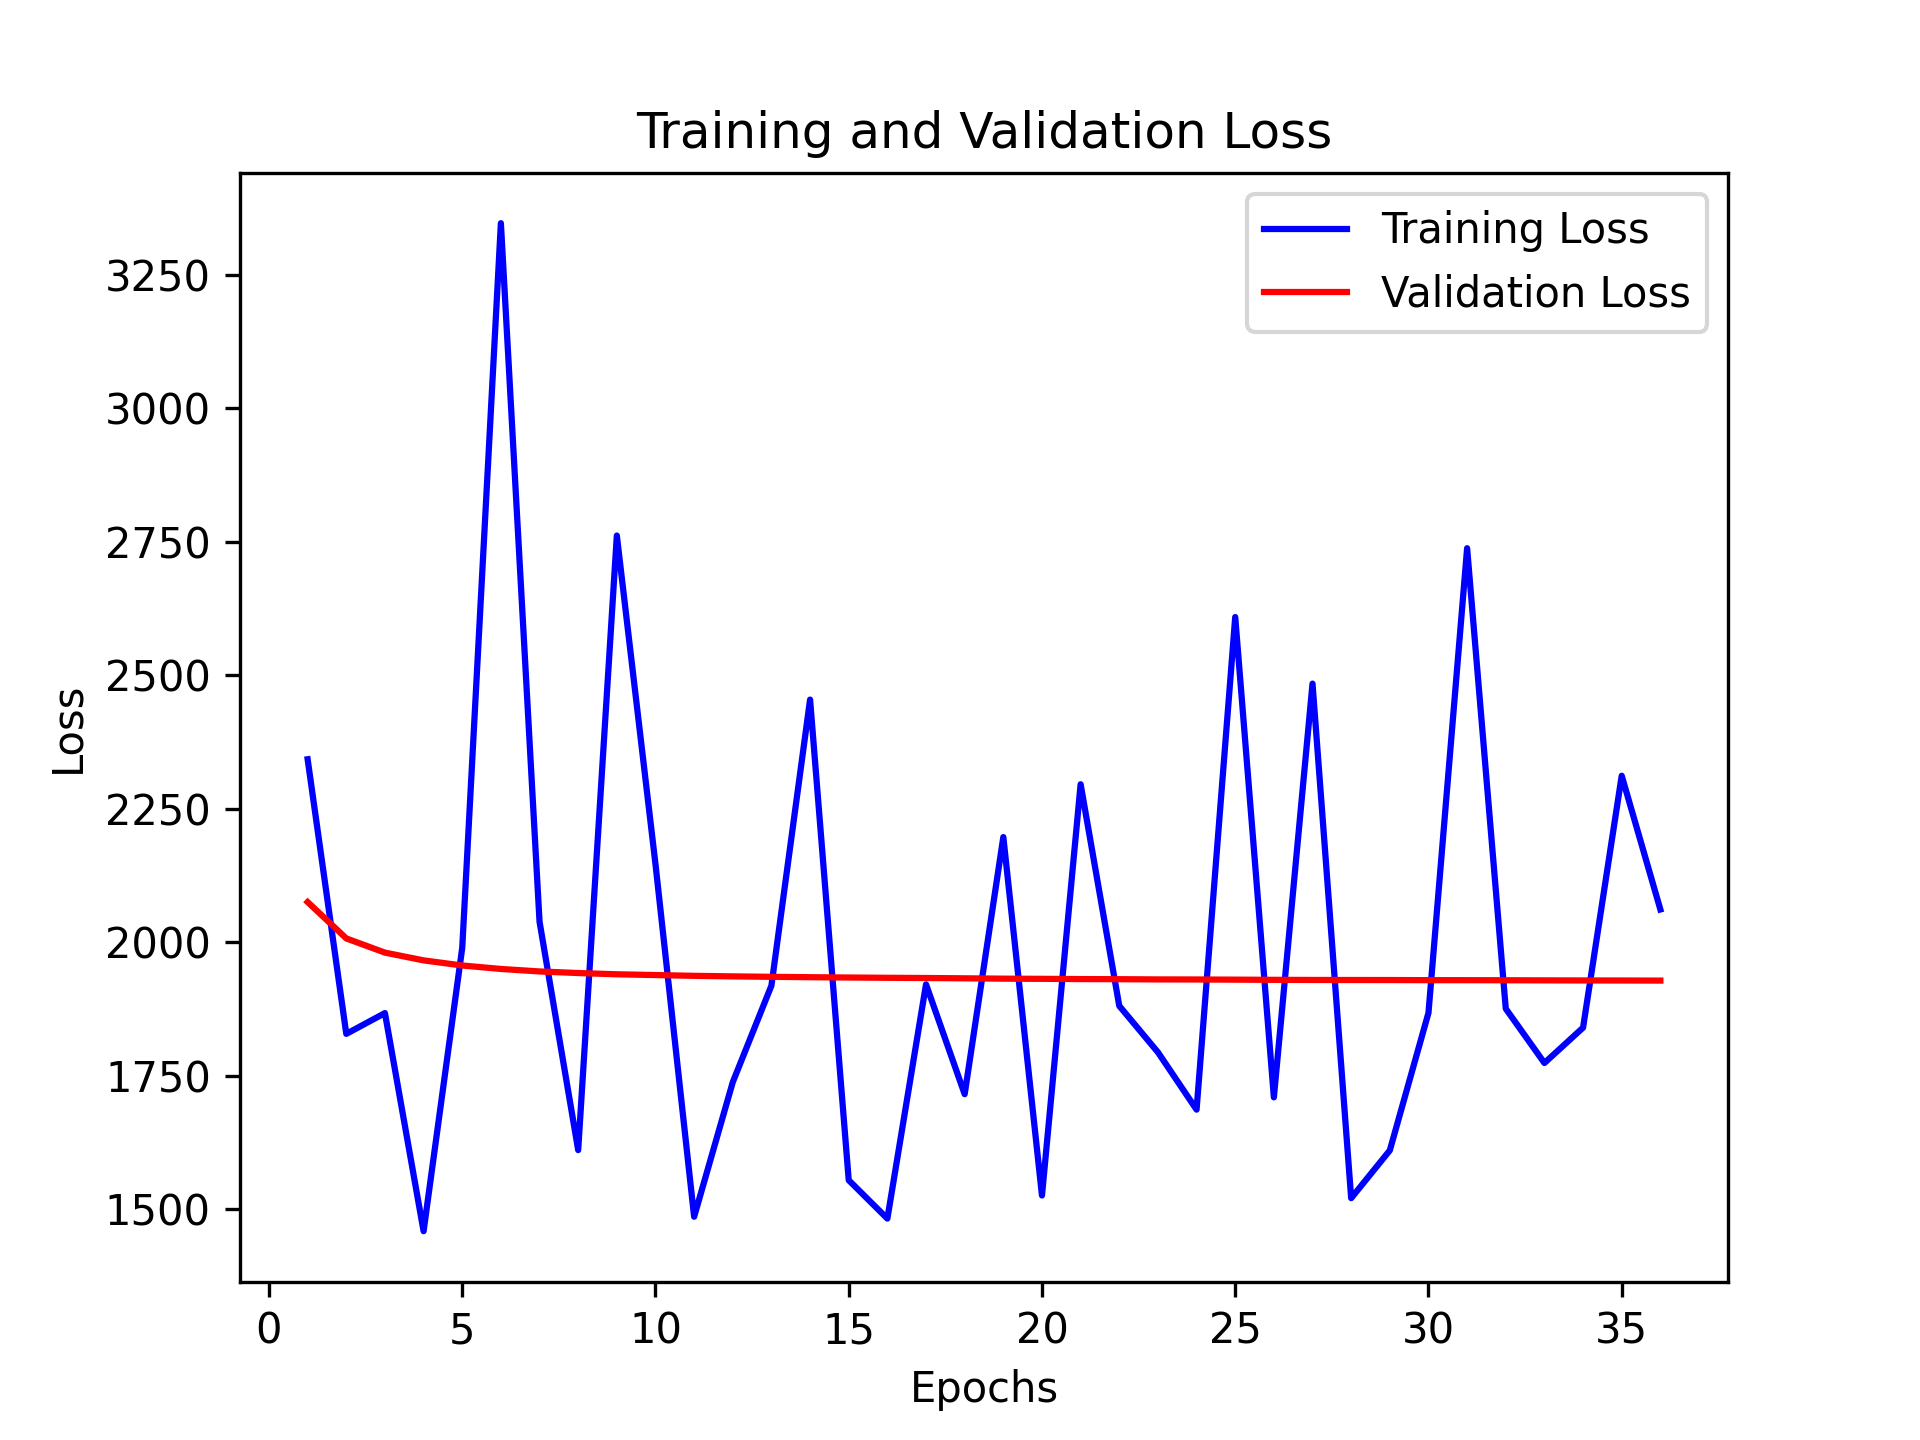 Training and Validation Loss
Training Loss
Validation Loss
3250
3000
2750
2500
2250
2000
1750
1500
Loss
0 5 10 15 20 25 30 35
Epochs